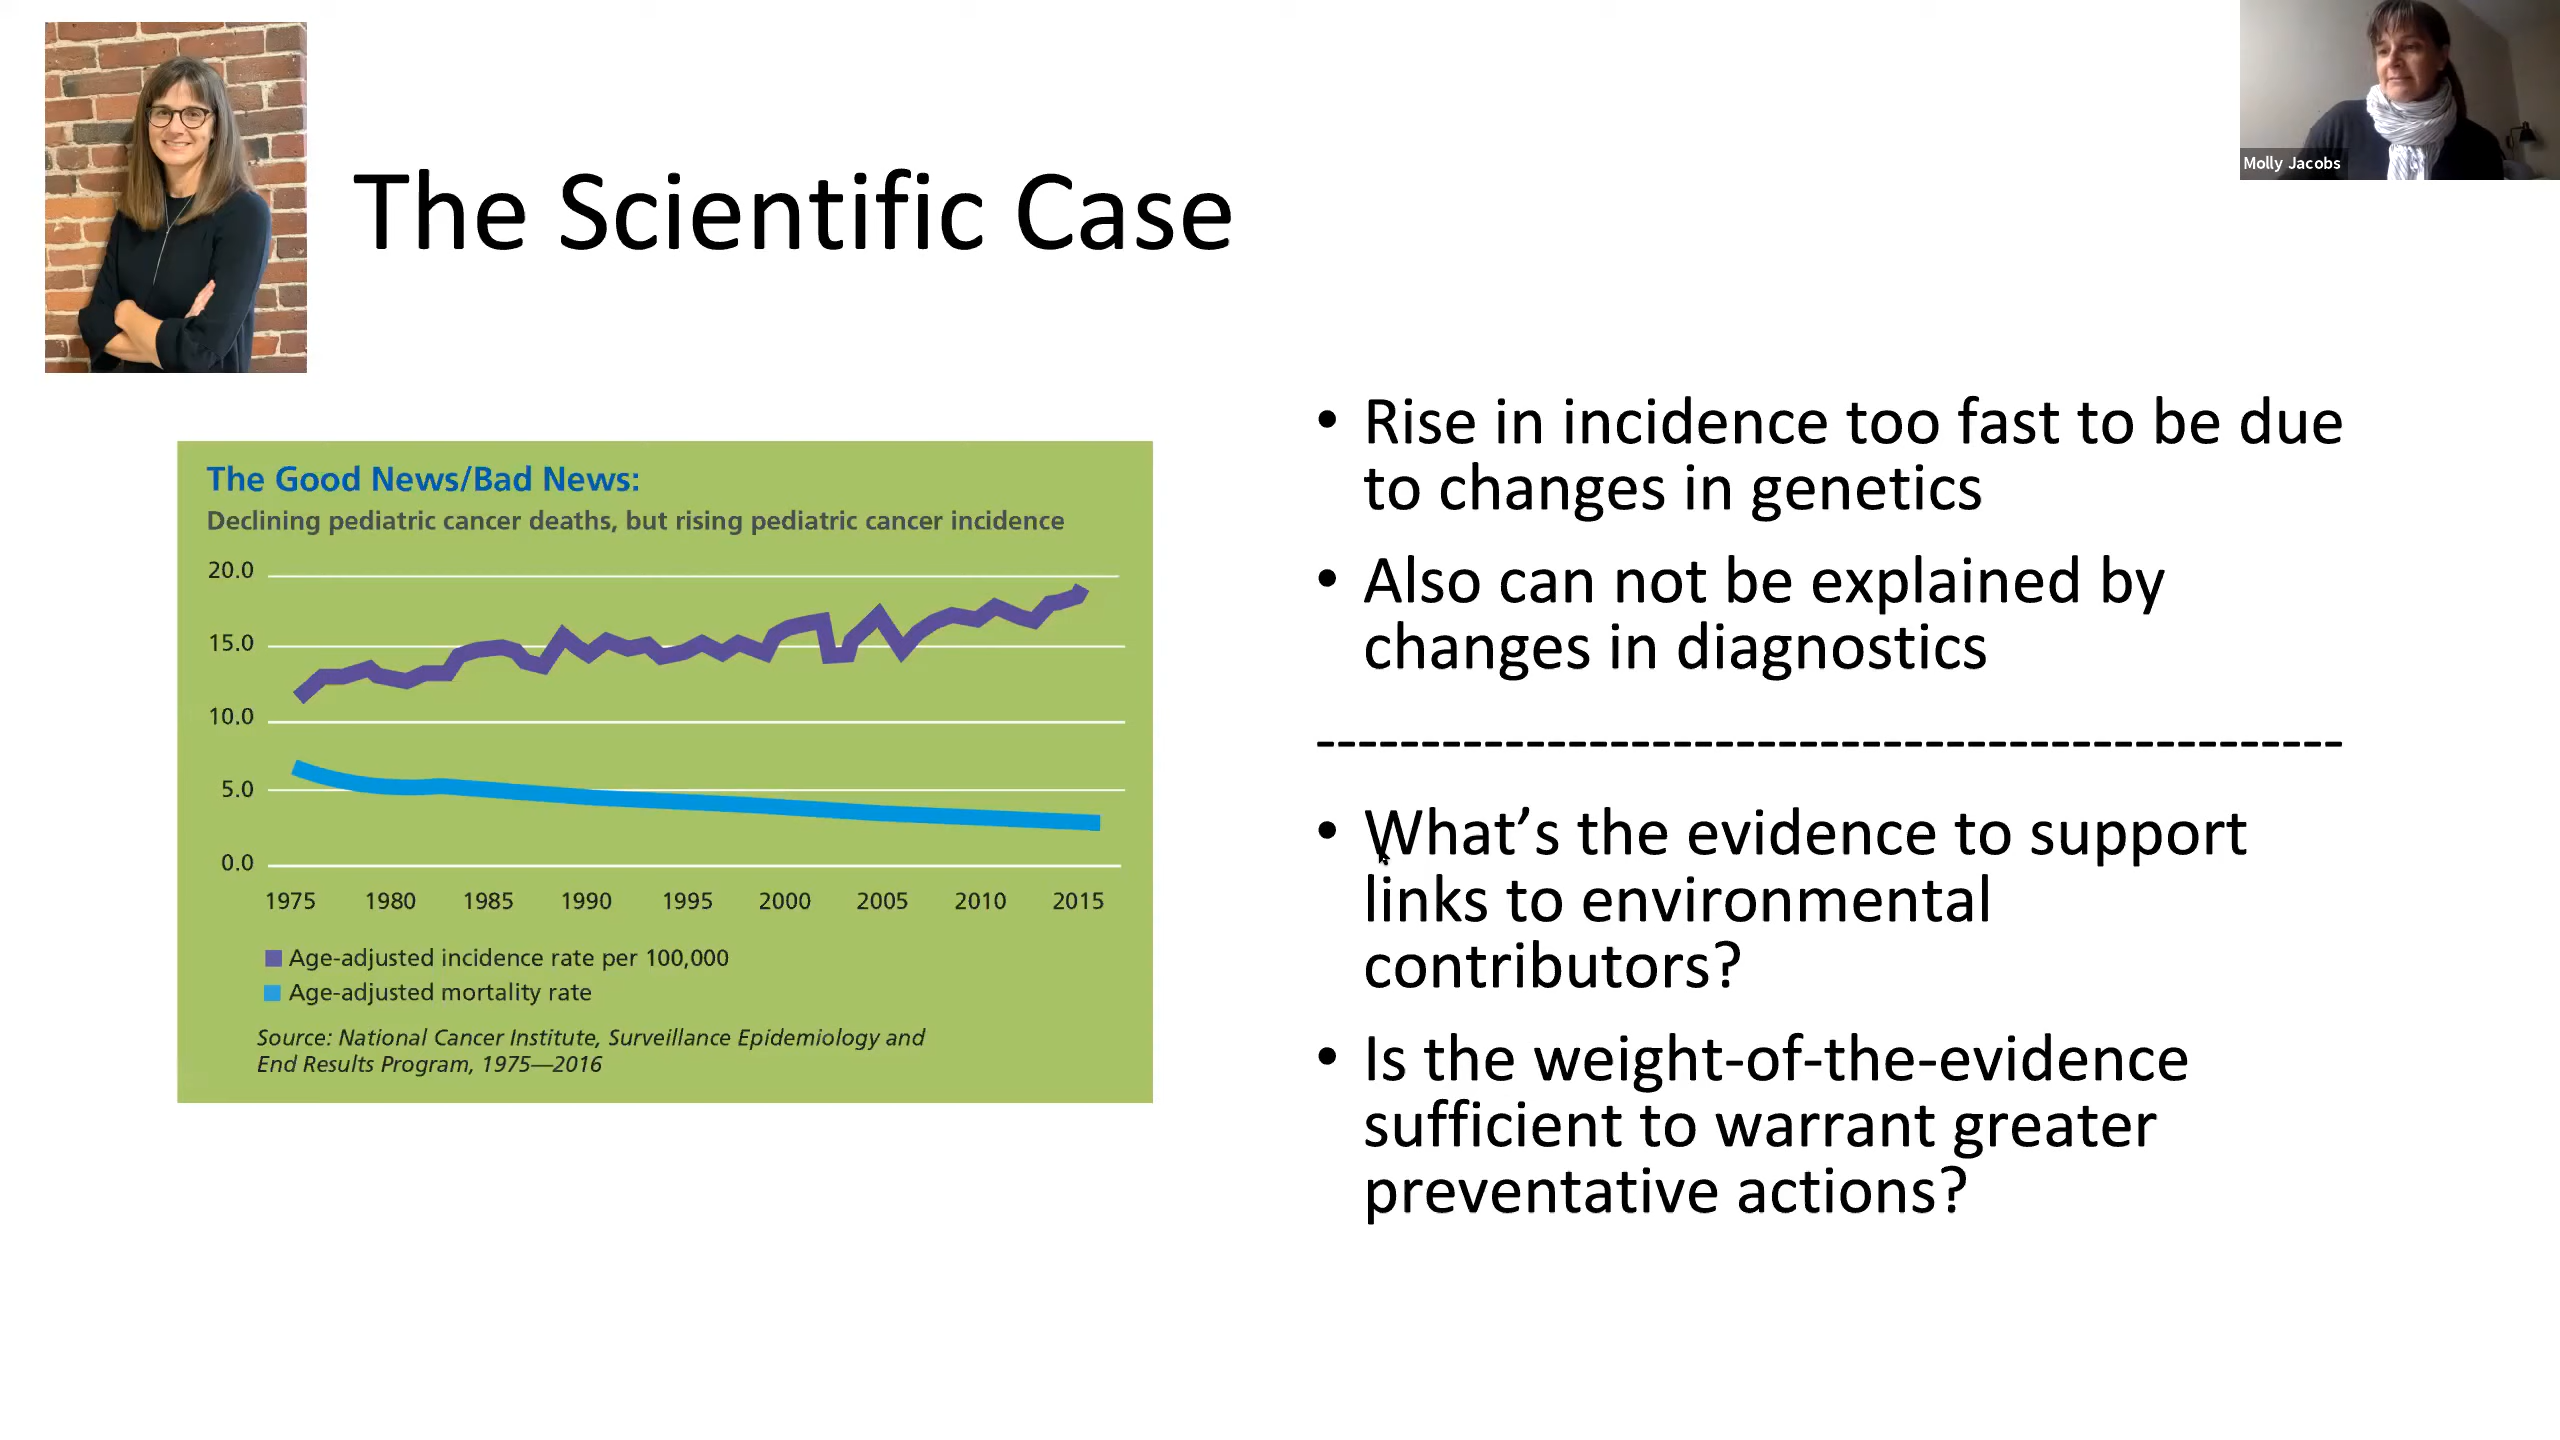 Molly Jacobs
The Scientific Case
The Good News/Bad News:
Declining pediatric cancer deaths, but rising pediatric cancer incidence
20.0
15.0
10.0
5.0
0.0
1975 1980 1985 1990 1995 2000 2005 2010 2015
Age-adjusted incidence rate per 100,000
Age-adjusted mortality rate
Source: National Cancer Institute, Surveillance Epidemiology and
End Results Program, 1975—2016
• Rise in incidence too fast to be due
to changes in genetics
• Also can not be explained by
changes in diagnostics
-------------------------------------------------
• What’s the evidence to support
links to environmental
contributors?
• Is the weight-of-the-evidence
sufficient to warrant greater
preventative actions?